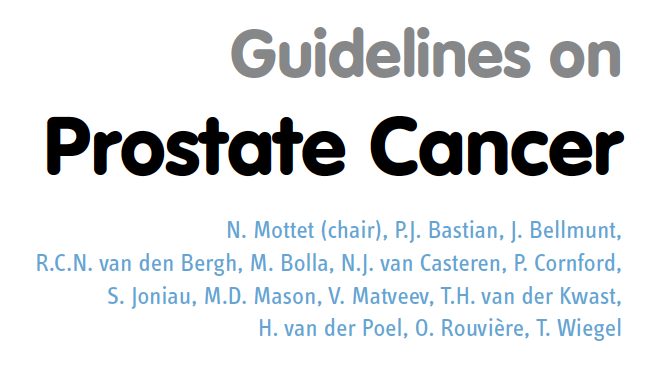 Guidelines on
Prostate Cancer
N. Mottet (chair), P.J. Bastian, J. Bellmunt,
R.C.N. van den Bergh, M. Bolla, N.J. van Casteren, P. Cornford,
S. Joniau, M.D. Mason, V. Matveev, T.H. van der Kwast,
H. van der Poel, O. Rouvière, T. Wiegel